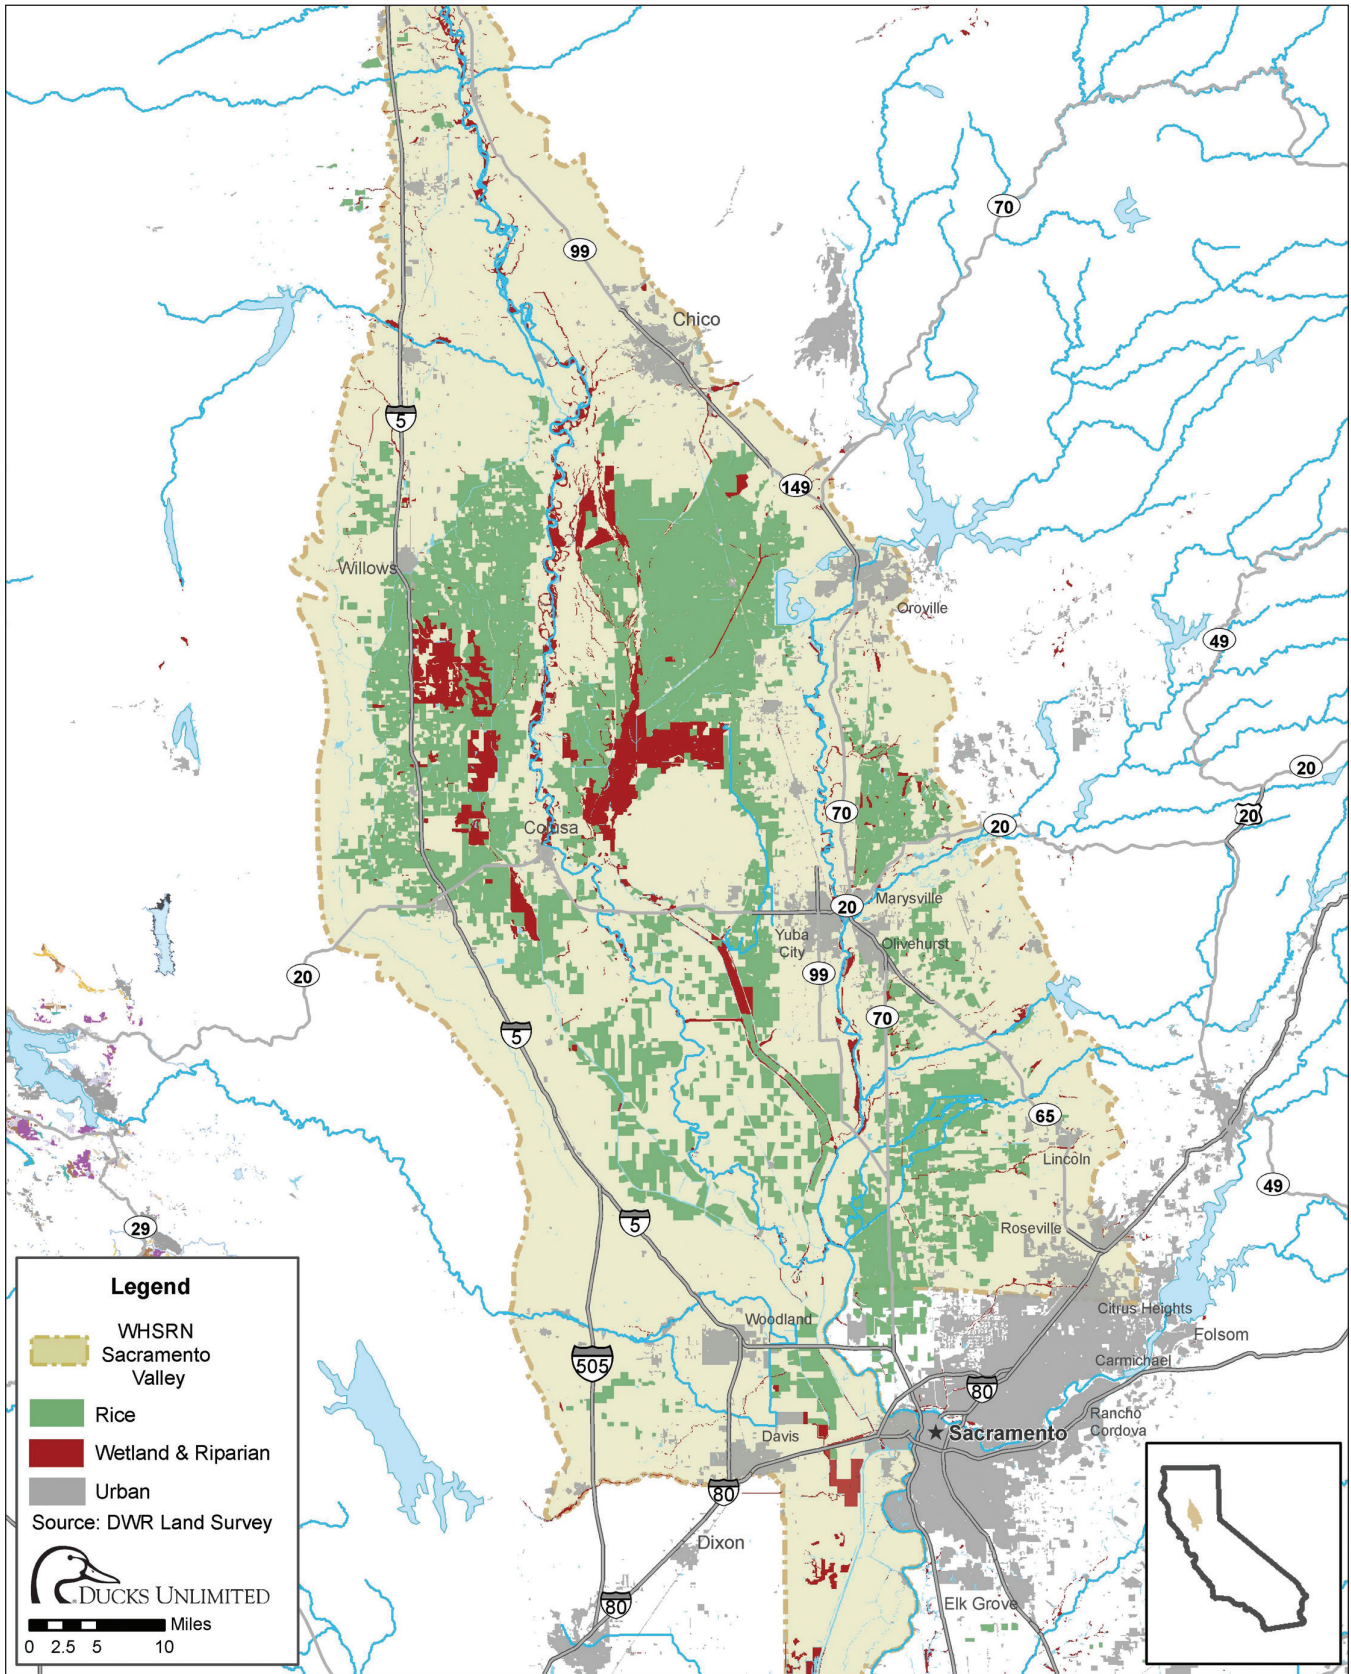 99
70
Chico
5
149
Willows
Oroville
49
20
20
70
20
Colusa
Marysville
20
Yuba
City
Olivehurst
20
99
70
5
65
Lincoln
49
29
5
Roseville
Citrus Heights
Woodland
Folsom
505
Carmichael
80
Rancho
Cordova
Sacramento
Davis
80
Dixon
80
Elk Grove
Legend
WHSRN
Sacramento
Valley
Rice
Wetland & Riparian
Urban
Source: DWR Land Survey
DUCKS UNLIMITED
Miles
0 2.5 5 10